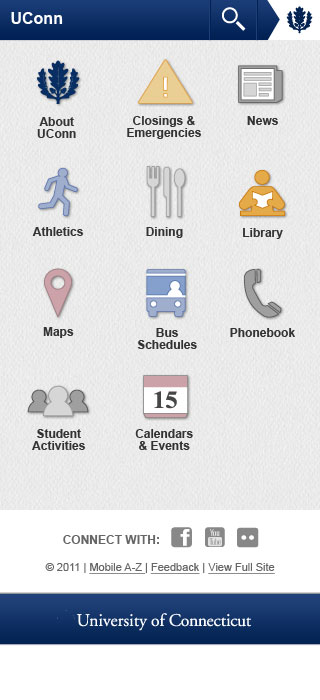 UConn
About
UConn
Closings &
Emergencies
News
Athletics
Dining
Library
Maps
Bus
Schedules
Phonebook
Student
Activities
15
Calendars
& Events
CONNECT WITH:
f
You
Tube
© 2011 | Mobile A-Z | Feedback | View Full Site
University of Connecticut